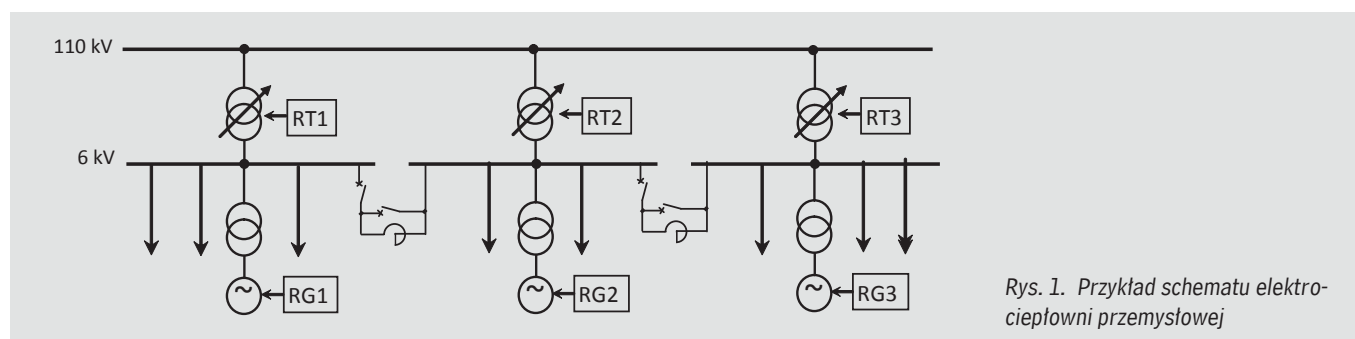 110 kV
RT1
RT2
RT3
6 kV
~
~
~
RG1
RG2
RG3
Rys. 1. Przykład schematu elektro-
ciepłowni przemysłowej